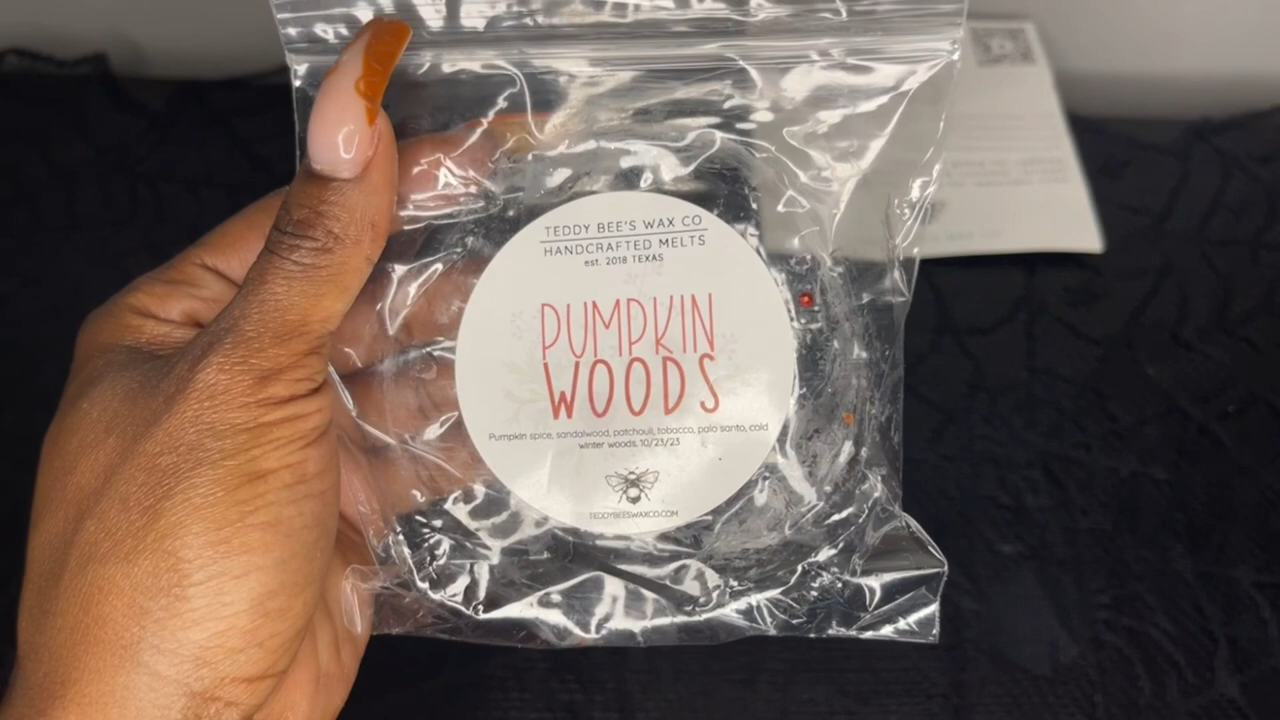 TEDDY BEE'S WAX CO
HANDCRAFTED MELTS
est. 2018 TEXAS
PUMPKIN
WOODS
Pumpkin spice, sandalwood, patchouli, tobacco, palo santo, cold
winter woods, 10/23/23
TEDDYBEESWAXCO.COM